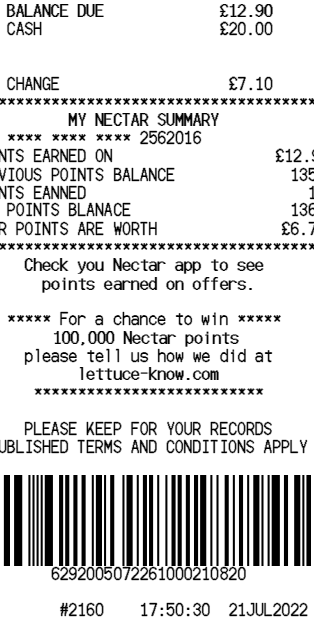 BALANCE DUE £12.90
CASH £20.00
CHANGE £7.10
****************************************
MY NECTAR SUMMARY
**** **** **** 2562016
NTS EARNED ON £12.9
VIOUS POINTS BALANCE 135
NTS EANNED 1
POINTS BLANACE 136
R POINTS ARE WORTH £6.7
****************************************
Check you Nectar app to see
points earned on offers.
***** For a chance to win *****
100,000 Nectar points
please tell us how we did at
lettuce-know.com
**************************
PLEASE KEEP FOR YOUR RECORDS
UBLISHED TERMS AND CONDITIONS APPLY
6292005072261000210820
#2160 17:50:30 21JUL2022